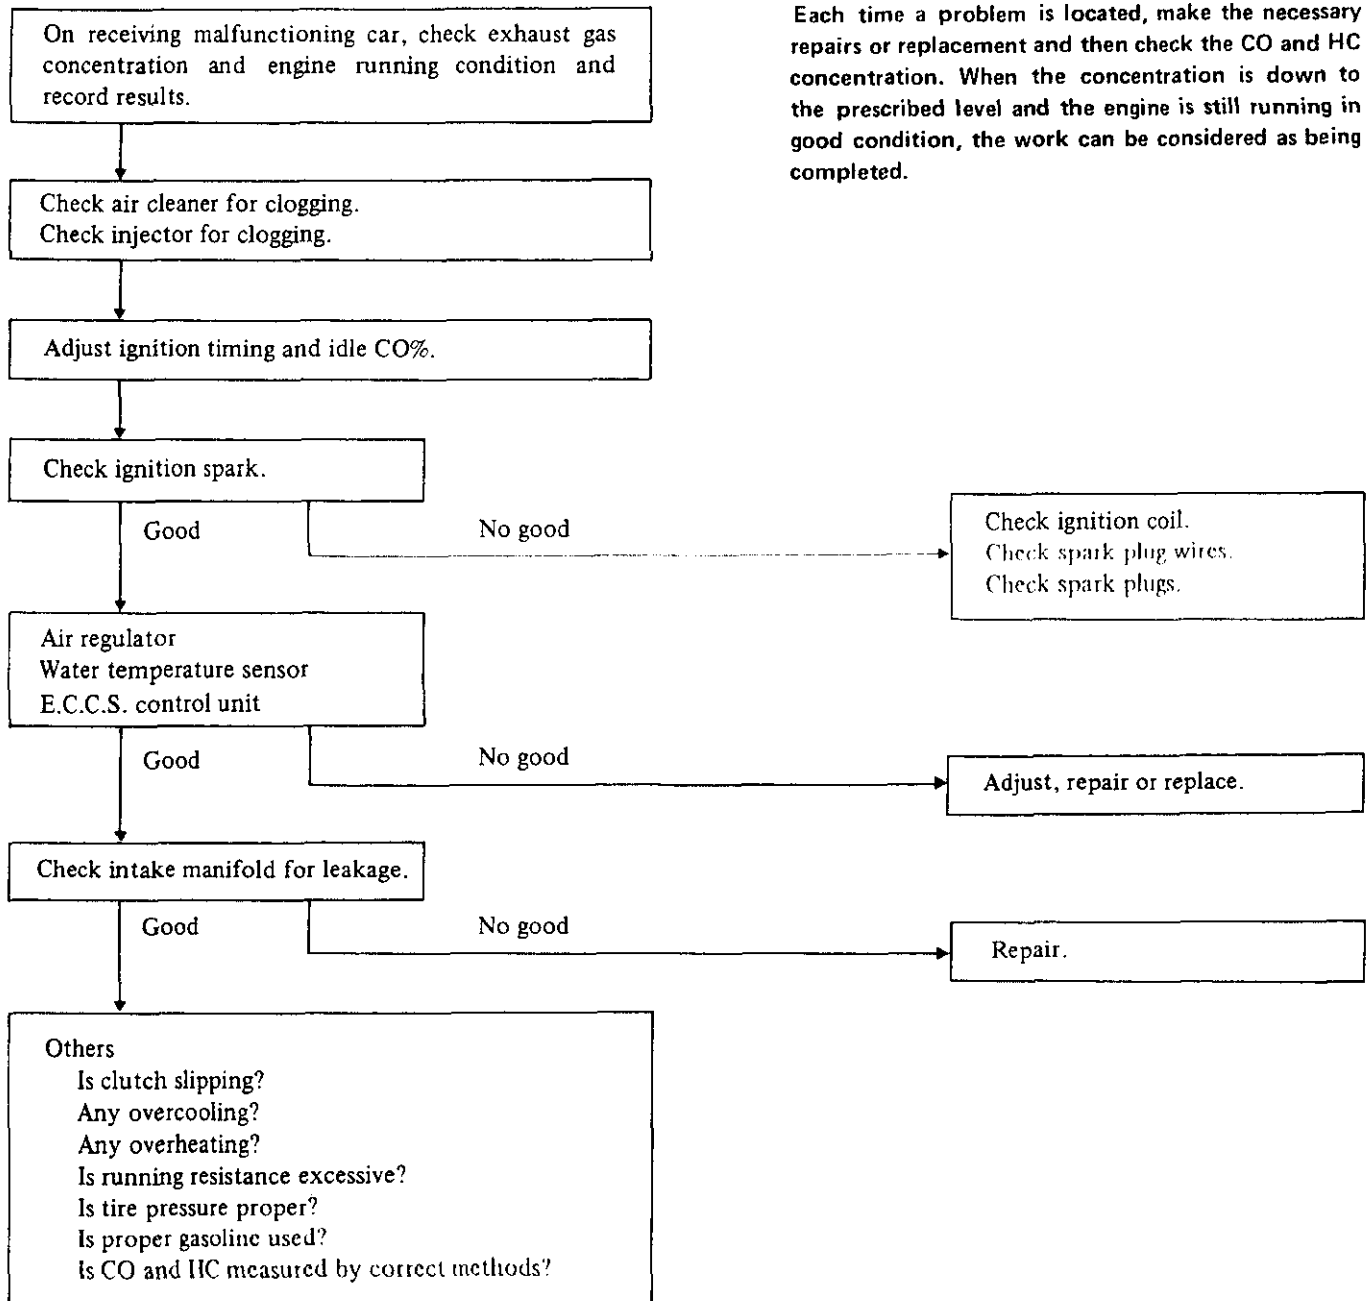 On receiving malfunctioning car, check exhaust gas
concentration and engine running condition and
record results.
Each time a problem is located, make the necessary
repairs or replacement and then check the CO and HC
concentration. When the concentration is down to
the prescribed level and the engine is still running in
good condition, the work can be considered as being
completed.
Check air cleaner for clogging.
Check injector for clogging.
Adjust ignition timing and idle CO%.
Check ignition spark.
Good
No good
Check ignition coil.
Check spark plug wires.
Check spark plugs.
Air regulator
Water temperature sensor
E.C.C.S. control unit
Good
No good
Adjust, repair or replace.
Check intake manifold for leakage.
Good
No good
Repair.
Others
Is clutch slipping?
Any overcooling?
Any overheating?
Is running resistance excessive?
Is tire pressure proper?
Is proper gasoline used?
Is CO and HC measured by correct methods?